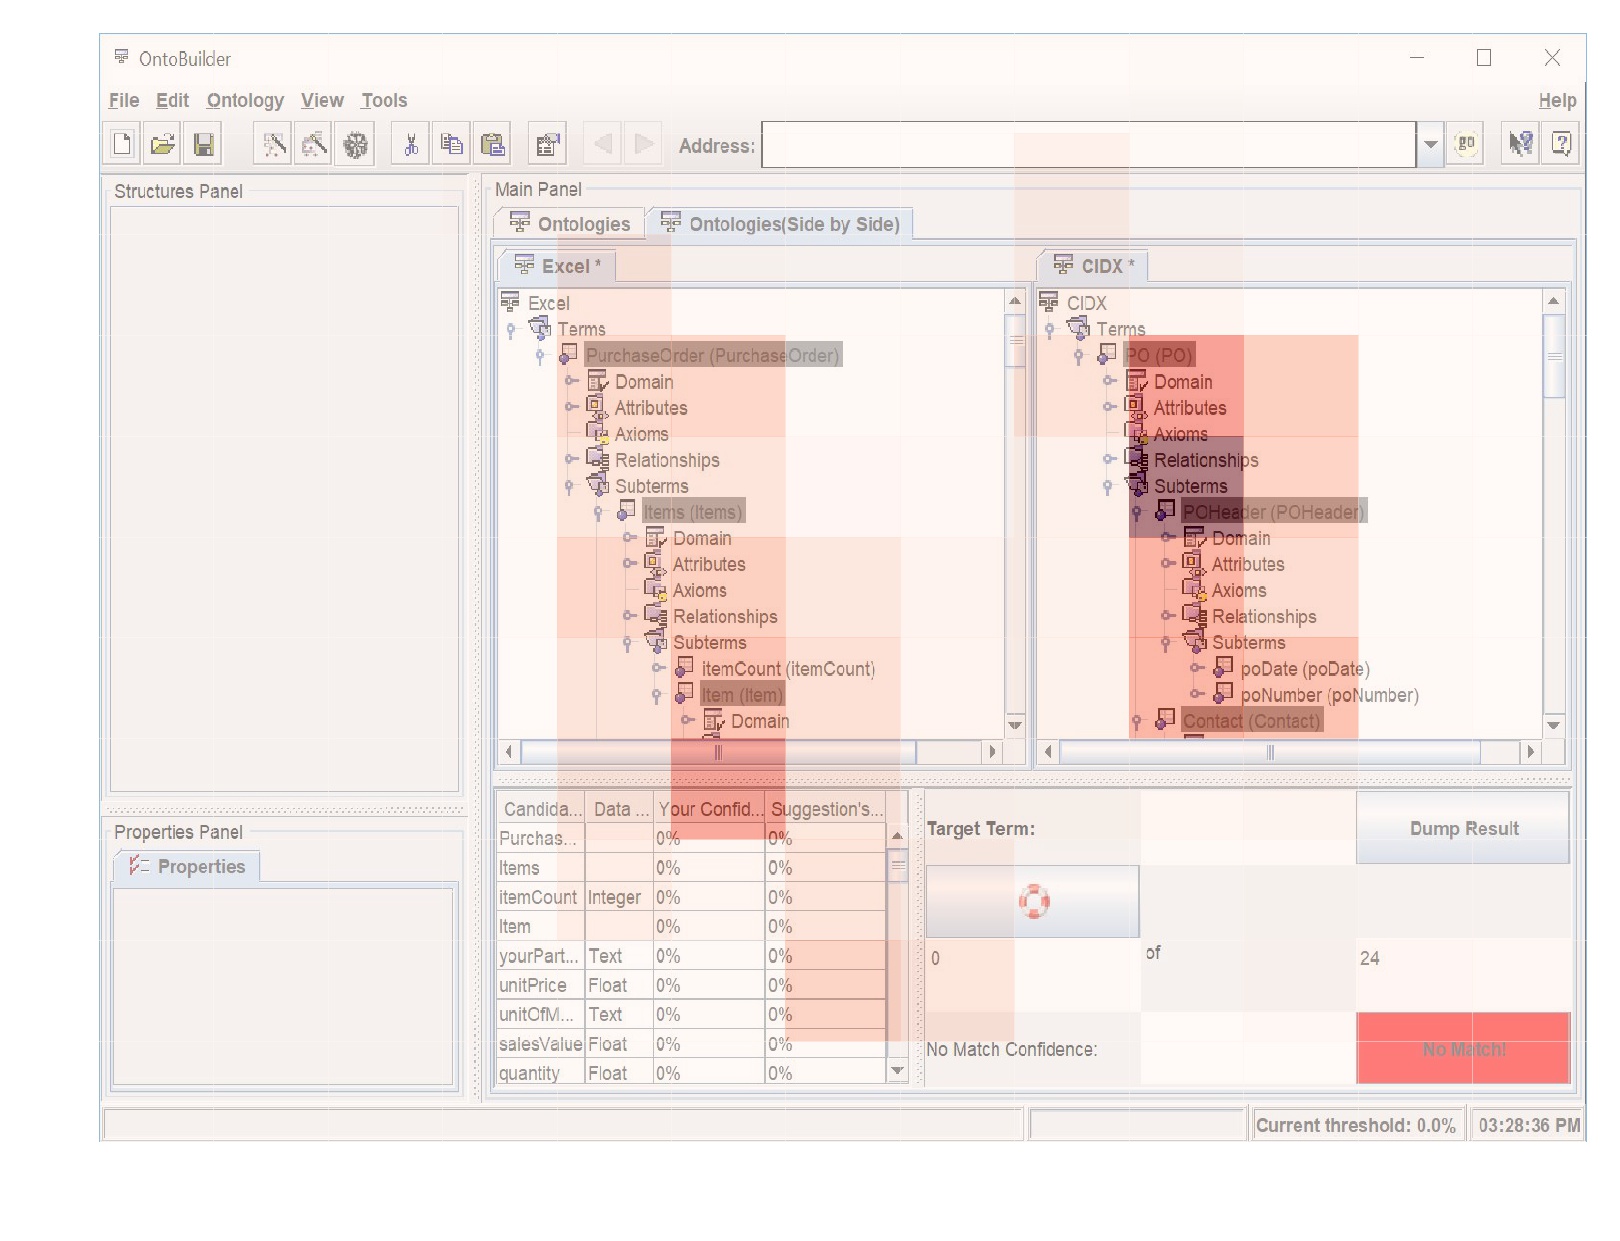 OntoBuilder
File Edit Ontology View Tools Help
Address: go
Structures Panel
Main Panel
Ontologies Ontologies(Side by Side)
Excel * CIDX *
Excel
Terms
PurchaseOrder (PurchaseOrder)
Domain
Attributes
Axioms
Relationships
Subterms
Items (Items)
Domain
Attributes
Axioms
Relationships
Subterms
itemCount (itemCount)
Item (Item)
Domain
CIDX
Terms
PO (PO)
Domain
Attributes
Axioms
Relationships
Subterms
POHeader (POHeader)
Domain
Attributes
Axioms
Relationships
Subterms
poDate (poDate)
poNumber (poNumber)
Contact (Contact)
Candida... Data ... Your Confid... Suggestion's...
Purchas... 0% 0%
Items 0% 0%
itemCount Integer 0% 0%
Item 0% 0%
yourPart... Text 0% 0%
unitPrice Float 0% 0%
unitOfM... Text 0% 0%
salesValue Float 0% 0%
quantity Float 0% 0%
Target Term: Dump Result
0 of 24
No Match Confidence: No Match!
Properties Panel
Properties
Current threshold: 0.0% 03:28:36 PM